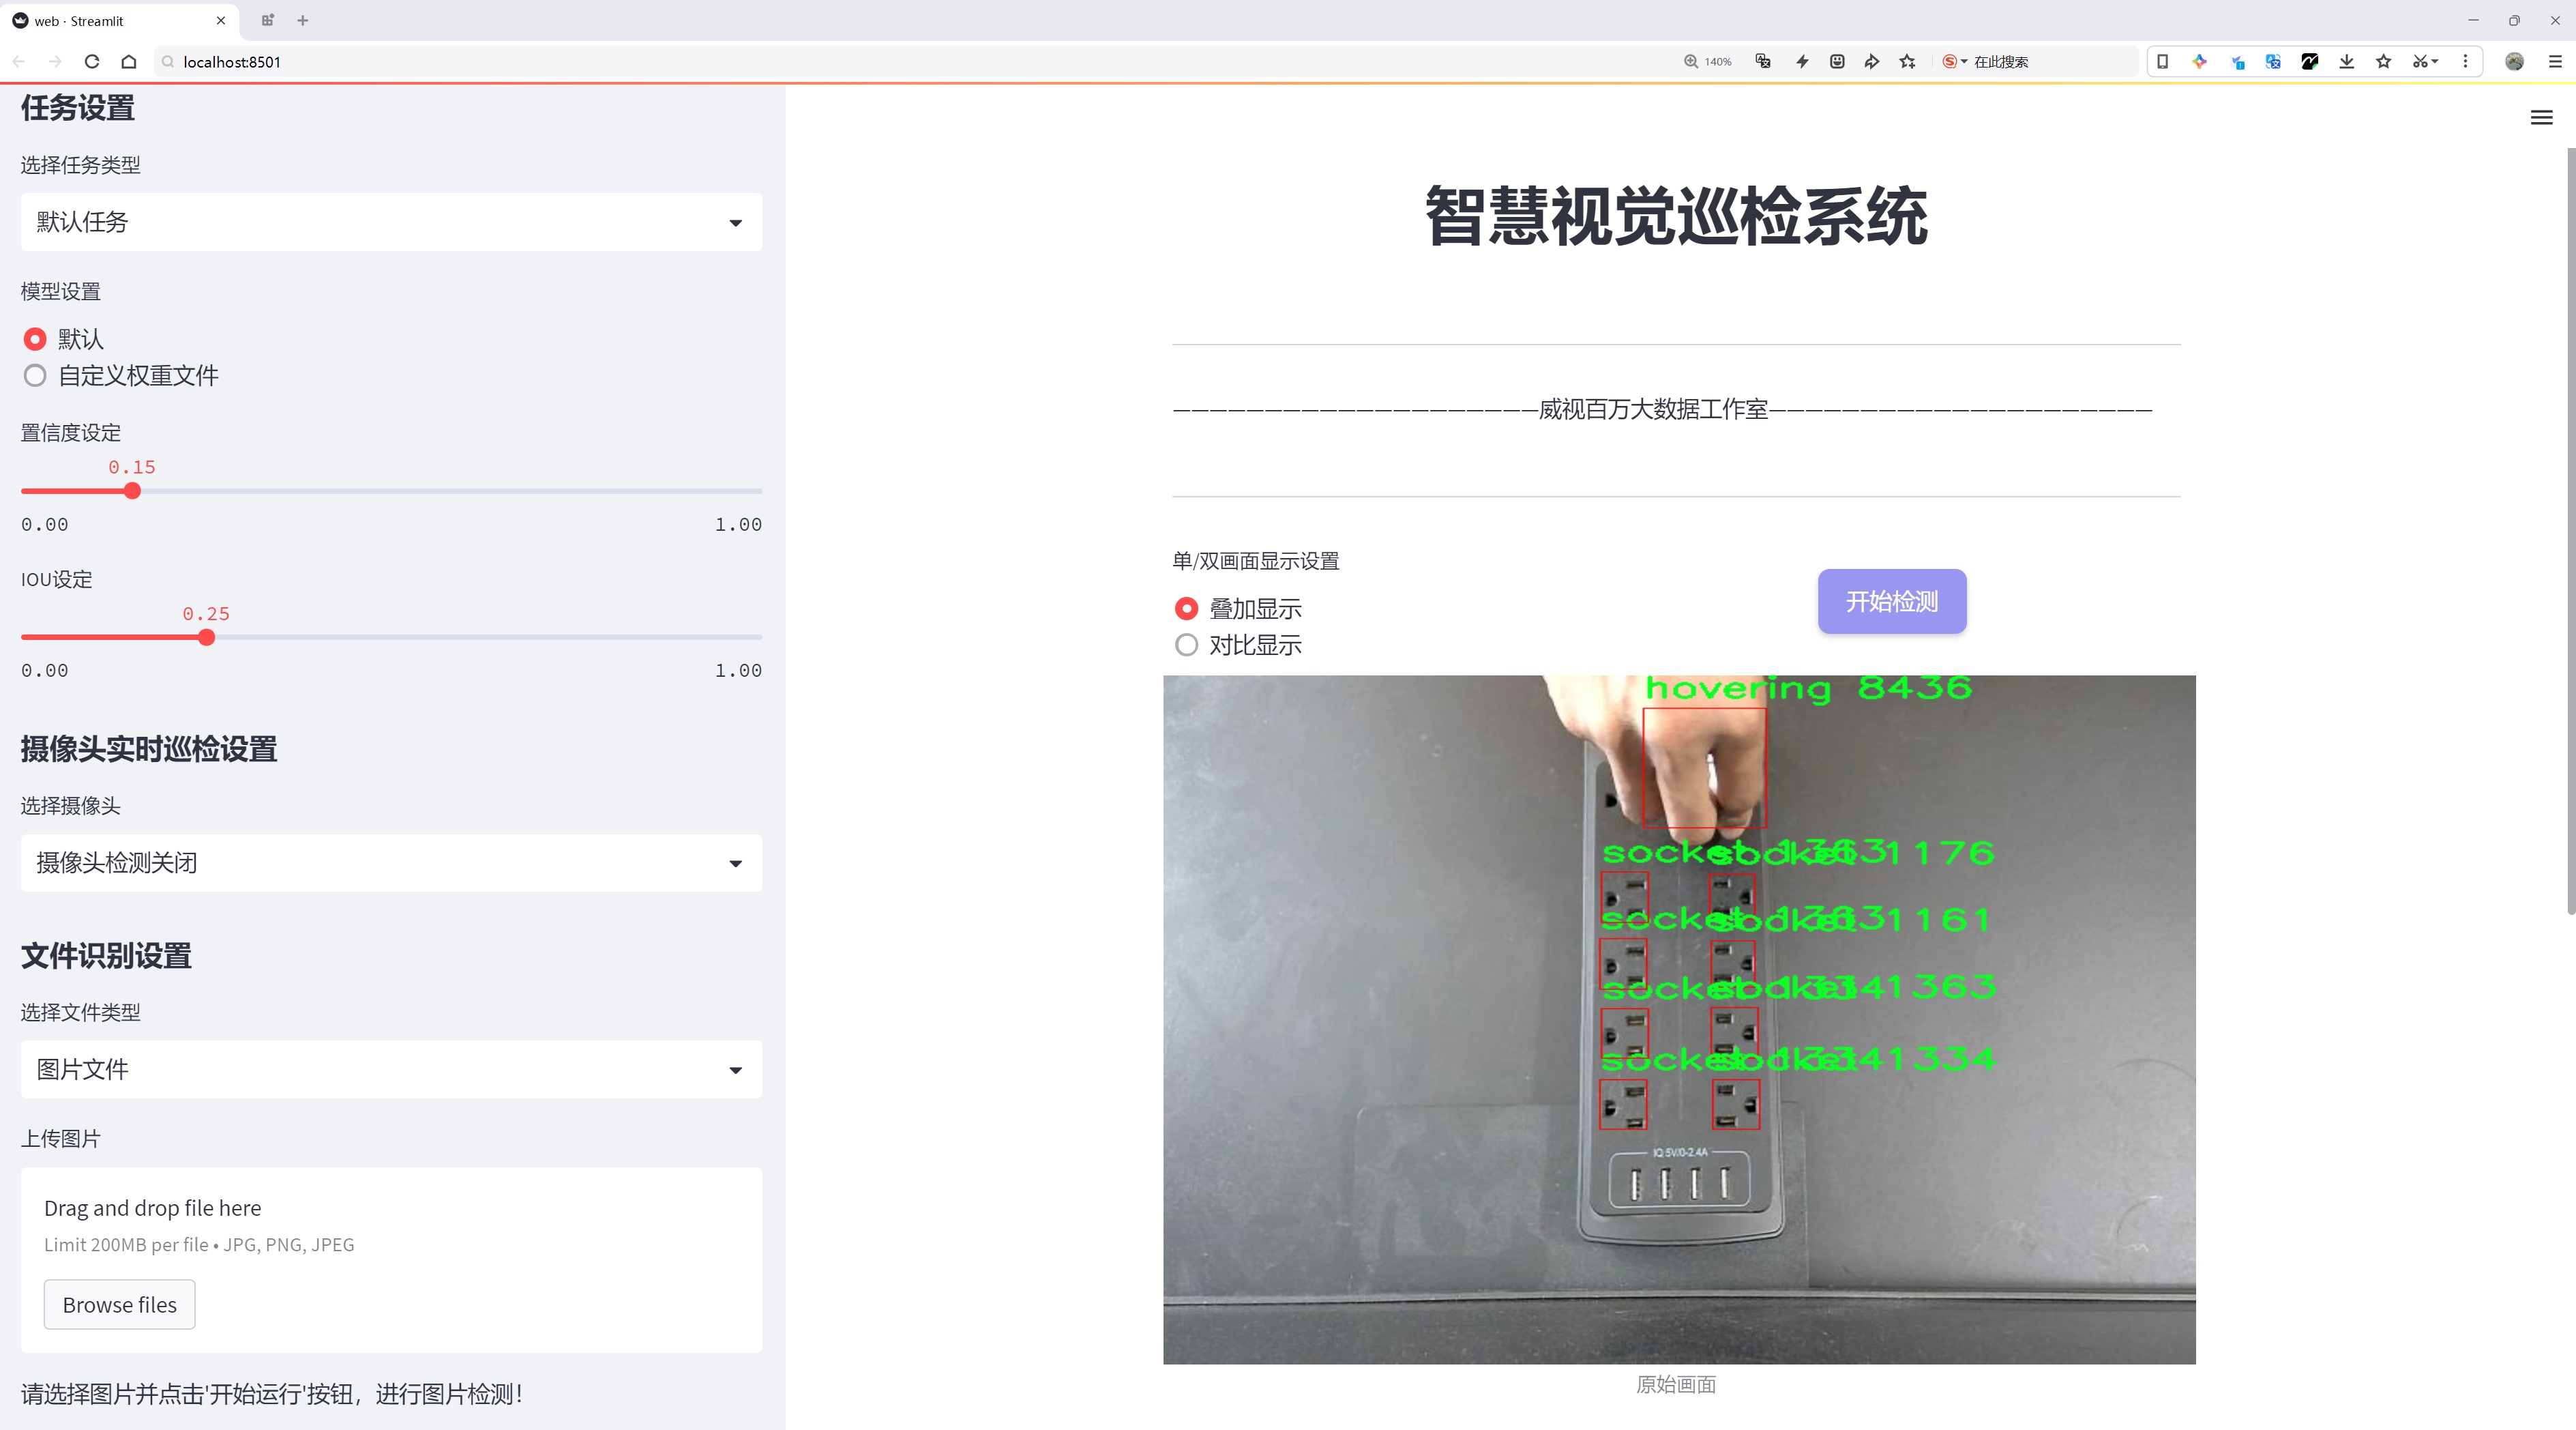 web · Streamlit
localhost:8501
140%
在此搜索
任务设置
选择任务类型
默认任务
模型设置
默认
自定义权重文件
置信度设定
0.15
0.00
1.00
IOU设定
0.25
0.00
1.00
摄像头实时巡检设置
选择摄像头
摄像头检测关闭
文件识别设置
选择文件类型
图片文件
上传图片
Drag and drop file here
Limit 200MB per file • JPG, PNG, JPEG
Browse files
请选择图片并点击'开始运行'按钮，进行图片检测！
智慧视觉巡检系统
—————————————————————威视百万大数据工作室—————————————————————
单/双画面显示设置
叠加显示
对比显示
开始检测
hovering 8436
socket
1176
socket
1161
socket
1363
socket
1334
IQ 5V/0-2.4A
原始画面